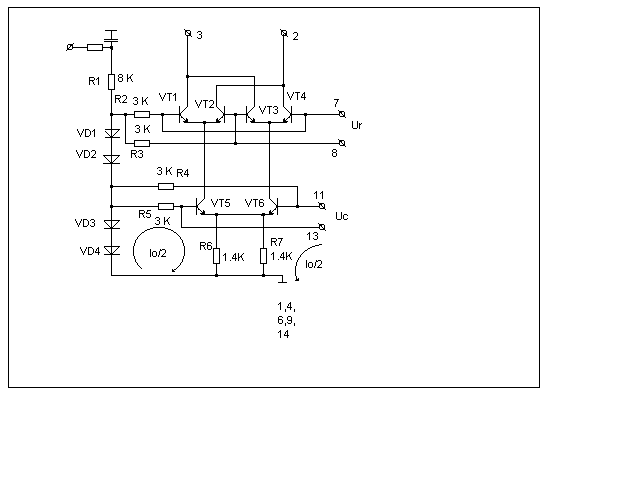 3
2
R1
8 K
R2
3 K
VT1
VT2
VT3
VT4
7
Ur
VD1
3 K
VD2
R3
8
3 K
R4
11
VT5
VT6
Uc
R5
3 K
VD3
13
R6
R7
VD4
Io/2
1.4K
1.4K
Io/2
1,4,
6,9,
14